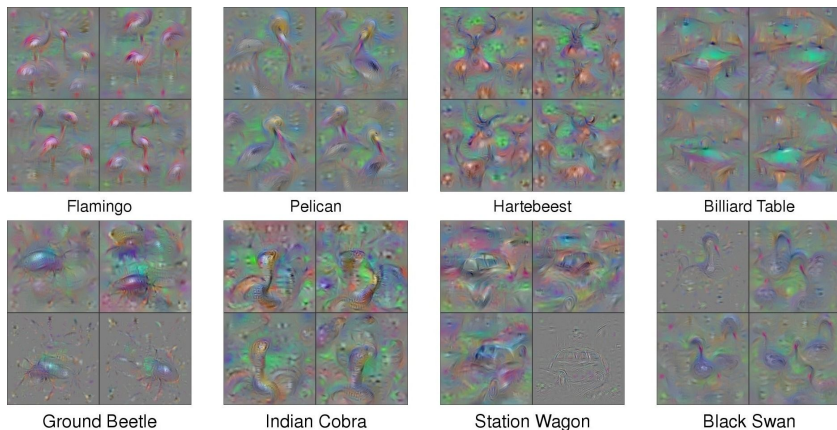 Flamingo
Pelican
Hartebeest
Billiard Table
Ground Beetle
Indian Cobra
Station Wagon
Black Swan